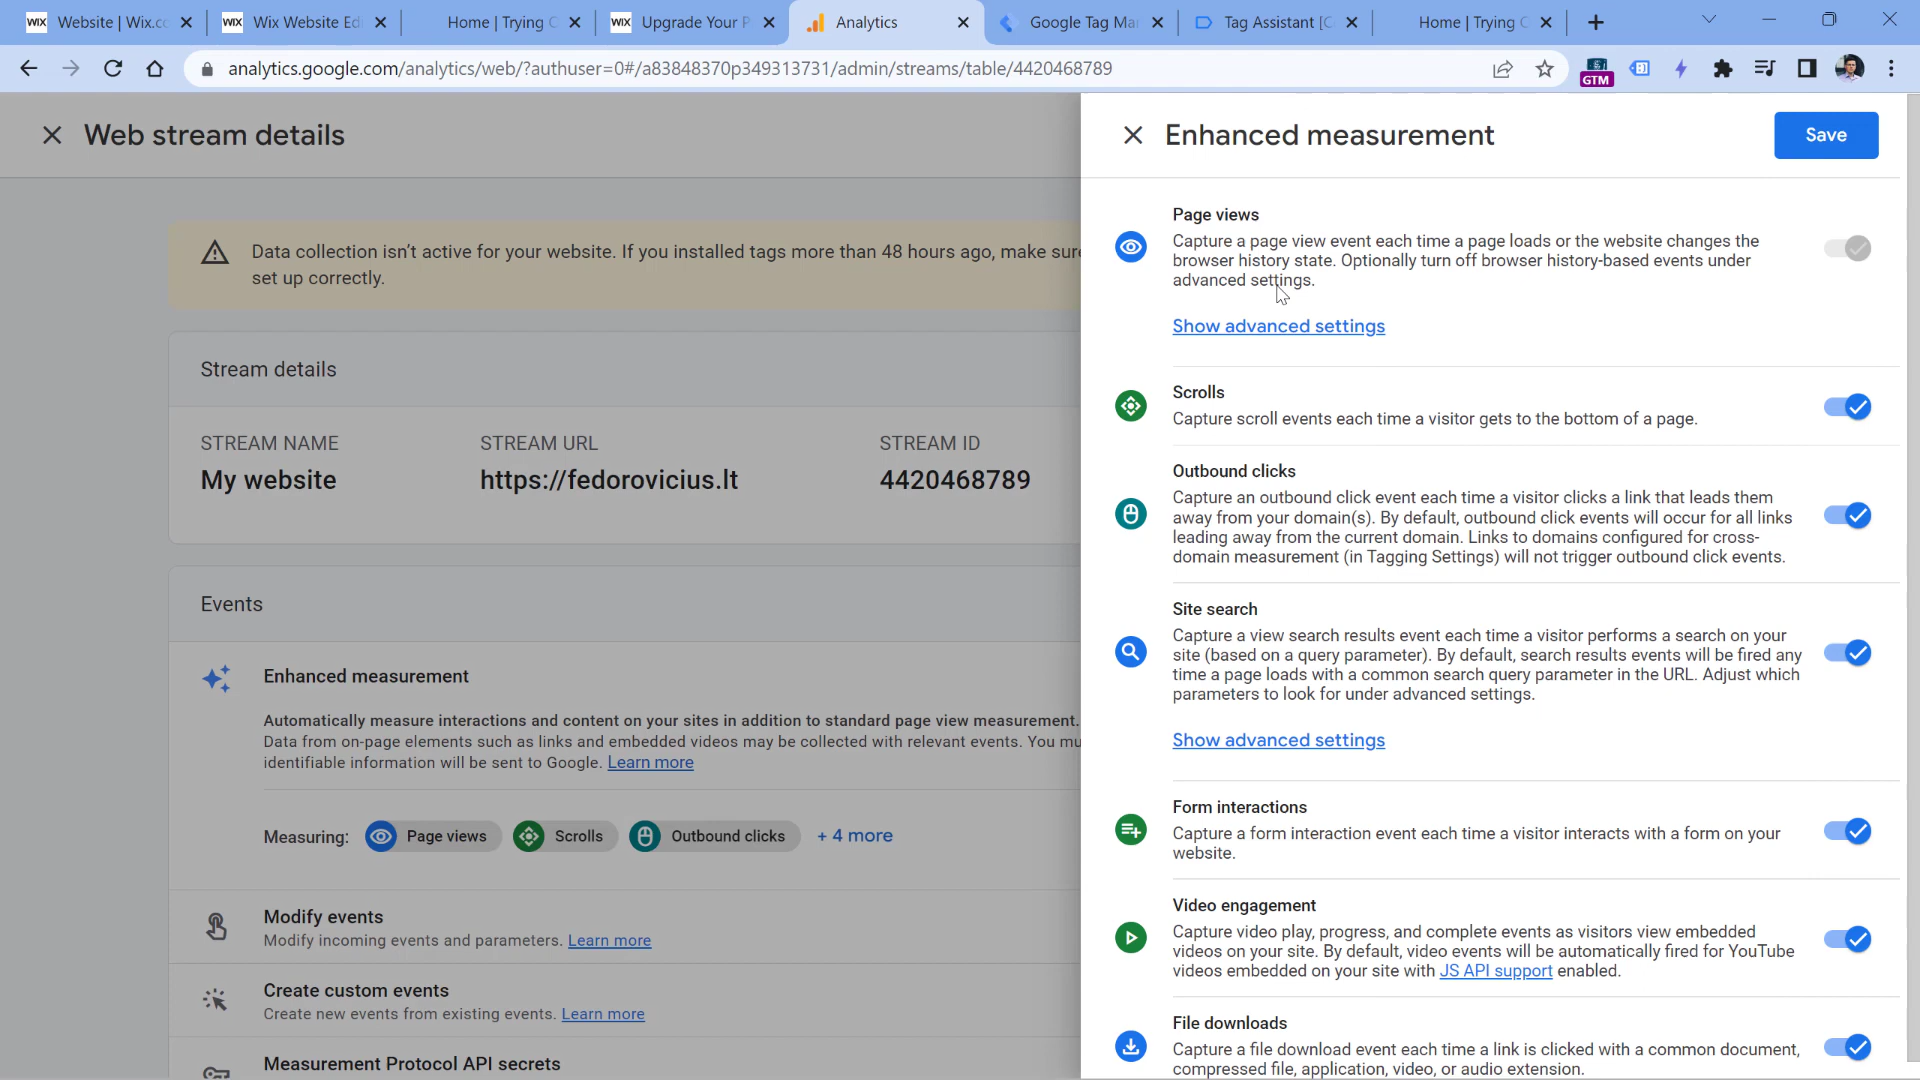 WIX Website | Wix.co
WIX Wix Website Edi
Home | Trying G
WIX Upgrade Your P
Analytics
Google Tag Man
Tag Assistant [C
Home | Trying G
analytics.google.com/analytics/web/?authuser=0#/a83848370p349313731/admin/streams/table/4420468789
GTM
Web stream details
Data collection isn't active for your website. If you installed tags more than 48 hours ago, make sure
set up correctly.
Stream details
STREAM NAME STREAM URL STREAM ID
My website https://fedorovicius.lt 4420468789
Events
Enhanced measurement
Automatically measure interactions and content on your sites in addition to standard page view measurement.
Data from on-page elements such as links and embedded videos may be collected with relevant events. You mu
identifiable information will be sent to Google. Learn more
Measuring: Page views Scrolls Outbound clicks + 4 more
Modify events
Modify incoming events and parameters. Learn more
Create custom events
Create new events from existing events. Learn more
Measurement Protocol API secrets
Enhanced measurement
Save
Page views
Capture a page view event each time a page loads or the website changes the
browser history state. Optionally turn off browser history-based events under
advanced settings.
Show advanced settings
Scrolls
Capture scroll events each time a visitor gets to the bottom of a page.
Outbound clicks
Capture an outbound click event each time a visitor clicks a link that leads them
away from your domain(s). By default, outbound click events will occur for all links
leading away from the current domain. Links to domains configured for cross-
domain measurement (in Tagging Settings) will not trigger outbound click events.
Site search
Capture a view search results event each time a visitor performs a search on your
site (based on a query parameter). By default, search results events will be fired any
time a page loads with a common search query parameter in the URL. Adjust which
parameters to look for under advanced settings.
Show advanced settings
Form interactions
Capture a form interaction event each time a visitor interacts with a form on your
website.
Video engagement
Capture video play, progress, and complete events as visitors view embedded
videos on your site. By default, video events will be automatically fired for YouTube
videos embedded on your site with JS API support enabled.
File downloads
Capture a file download event each time a link is clicked with a common document,
compressed file, application, video, or audio extension.